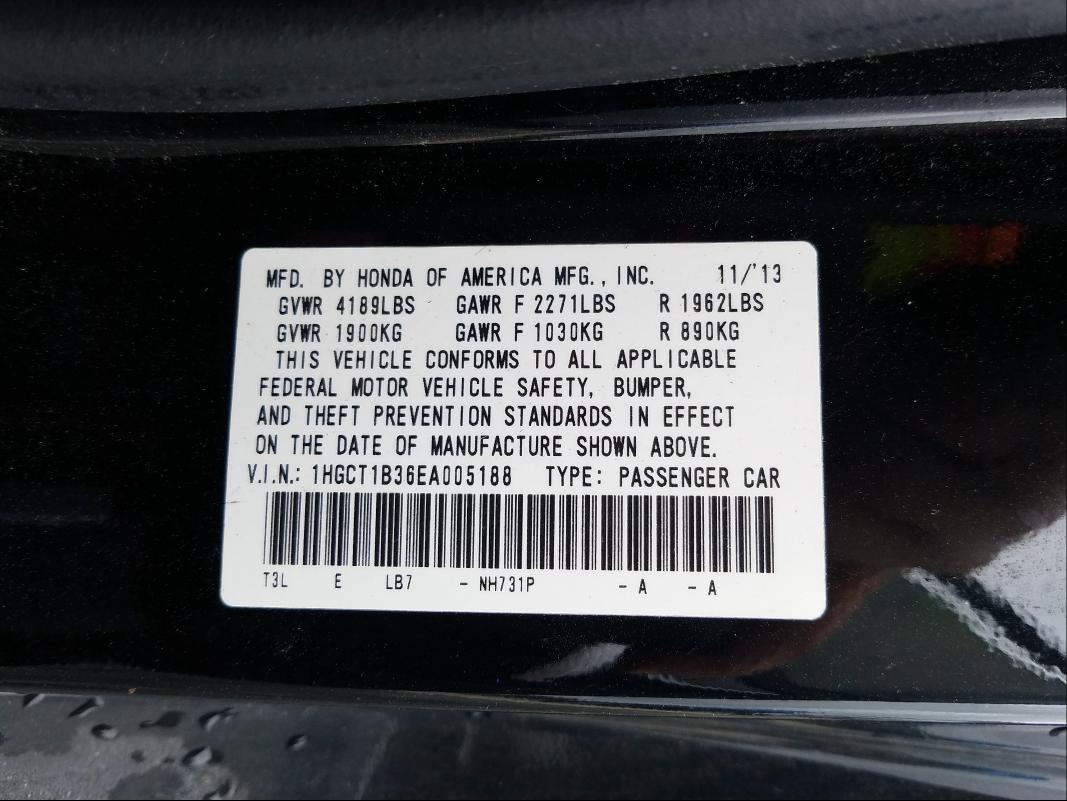 MFD. BY HONDA OF AMERICA MFG., INC. 11/'13
GVWR 4189LBS GAWR F 2271LBS R 1962LBS
GVWR 1900KG GAWR F 1030KG R 890KG
THIS VEHICLE CONFORMS TO ALL APPLICABLE
FEDERAL MOTOR VEHICLE SAFETY, BUMPER,
AND THEFT PREVENTION STANDARDS IN EFFECT
ON THE DATE OF MANUFACTURE SHOWN ABOVE.
V.I.N.: 1HGCT1B36EA005188 TYPE: PASSENGER CAR
T3L E LB7 - NH731P - A - A